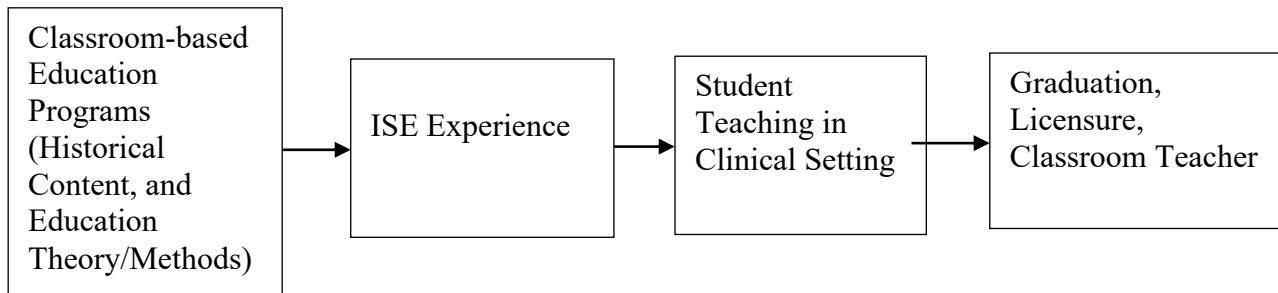 Classroom-based
Education
Programs
(Historical
Content, and
Education
Theory/Methods)
ISE Experience
Student
Teaching in
Clinical Setting
Graduation,
Licensure,
Classroom Teacher